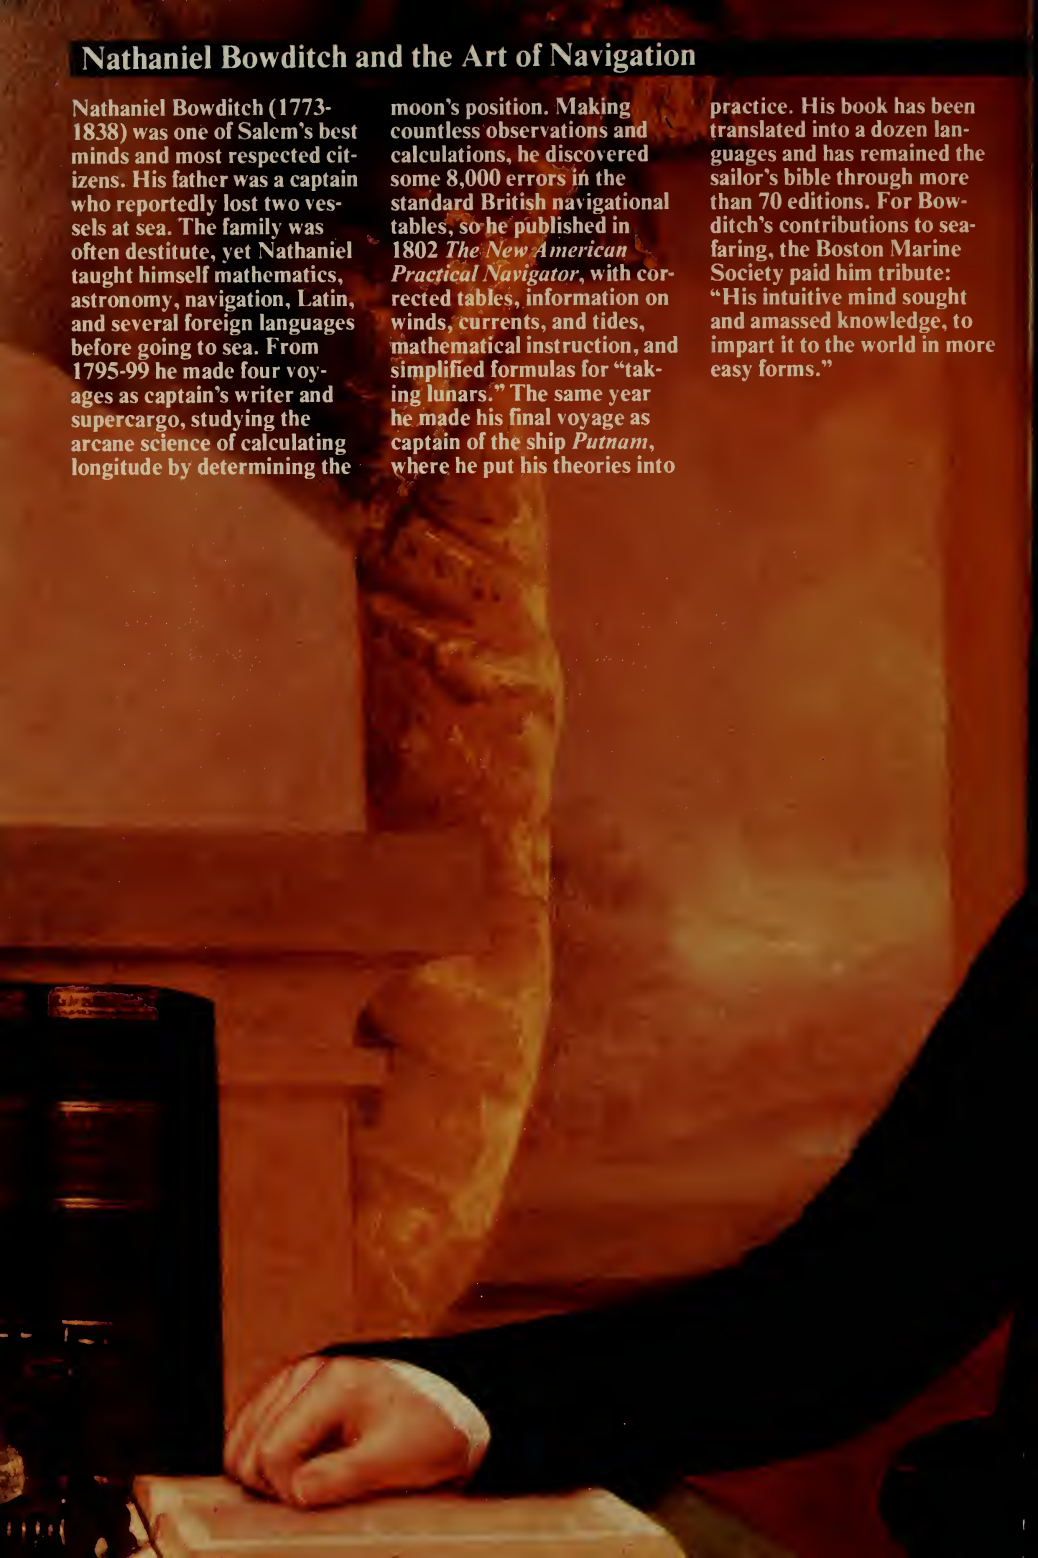 Nathaniel Bowditch and the Art of Navigation
Nathaniel Bowditch (1773-
1838) was one of Salem's best
minds and most respected cit-
izens. His father was a captain
who reportedly lost two ves-
sels at sea. The family was
often destitute, yet Nathaniel
taught himself mathematics,
astronomy, navigation, Latin,
and several foreign languages
before going to sea. From
1795-99 he made four voy-
ages as captain's writer and
supercargo, studying the
arcane science of calculating
longitude by determining the
moon's position. Making
countless observations and
calculations, he discovered
some 8,000 errors in the
standard British navigational
tables, so he published in
1802 The New American
Practical Navigator, with cor-
rected tables, information on
winds, currents, and tides,
mathematical instruction, and
simplified formulas for “tak-
ing lunars.” The same year
he made his final voyage as
captain of the ship Putnam,
where he put his theories into
practice. His book has been
translated into a dozen lan-
guages and has remained the
sailor's bible through more
than 70 editions. For Bow-
ditch's contributions to sea-
faring, the Boston Marine
Society paid him tribute:
“His intuitive mind sought
and amassed knowledge, to
impart it to the world in more
easy forms.”